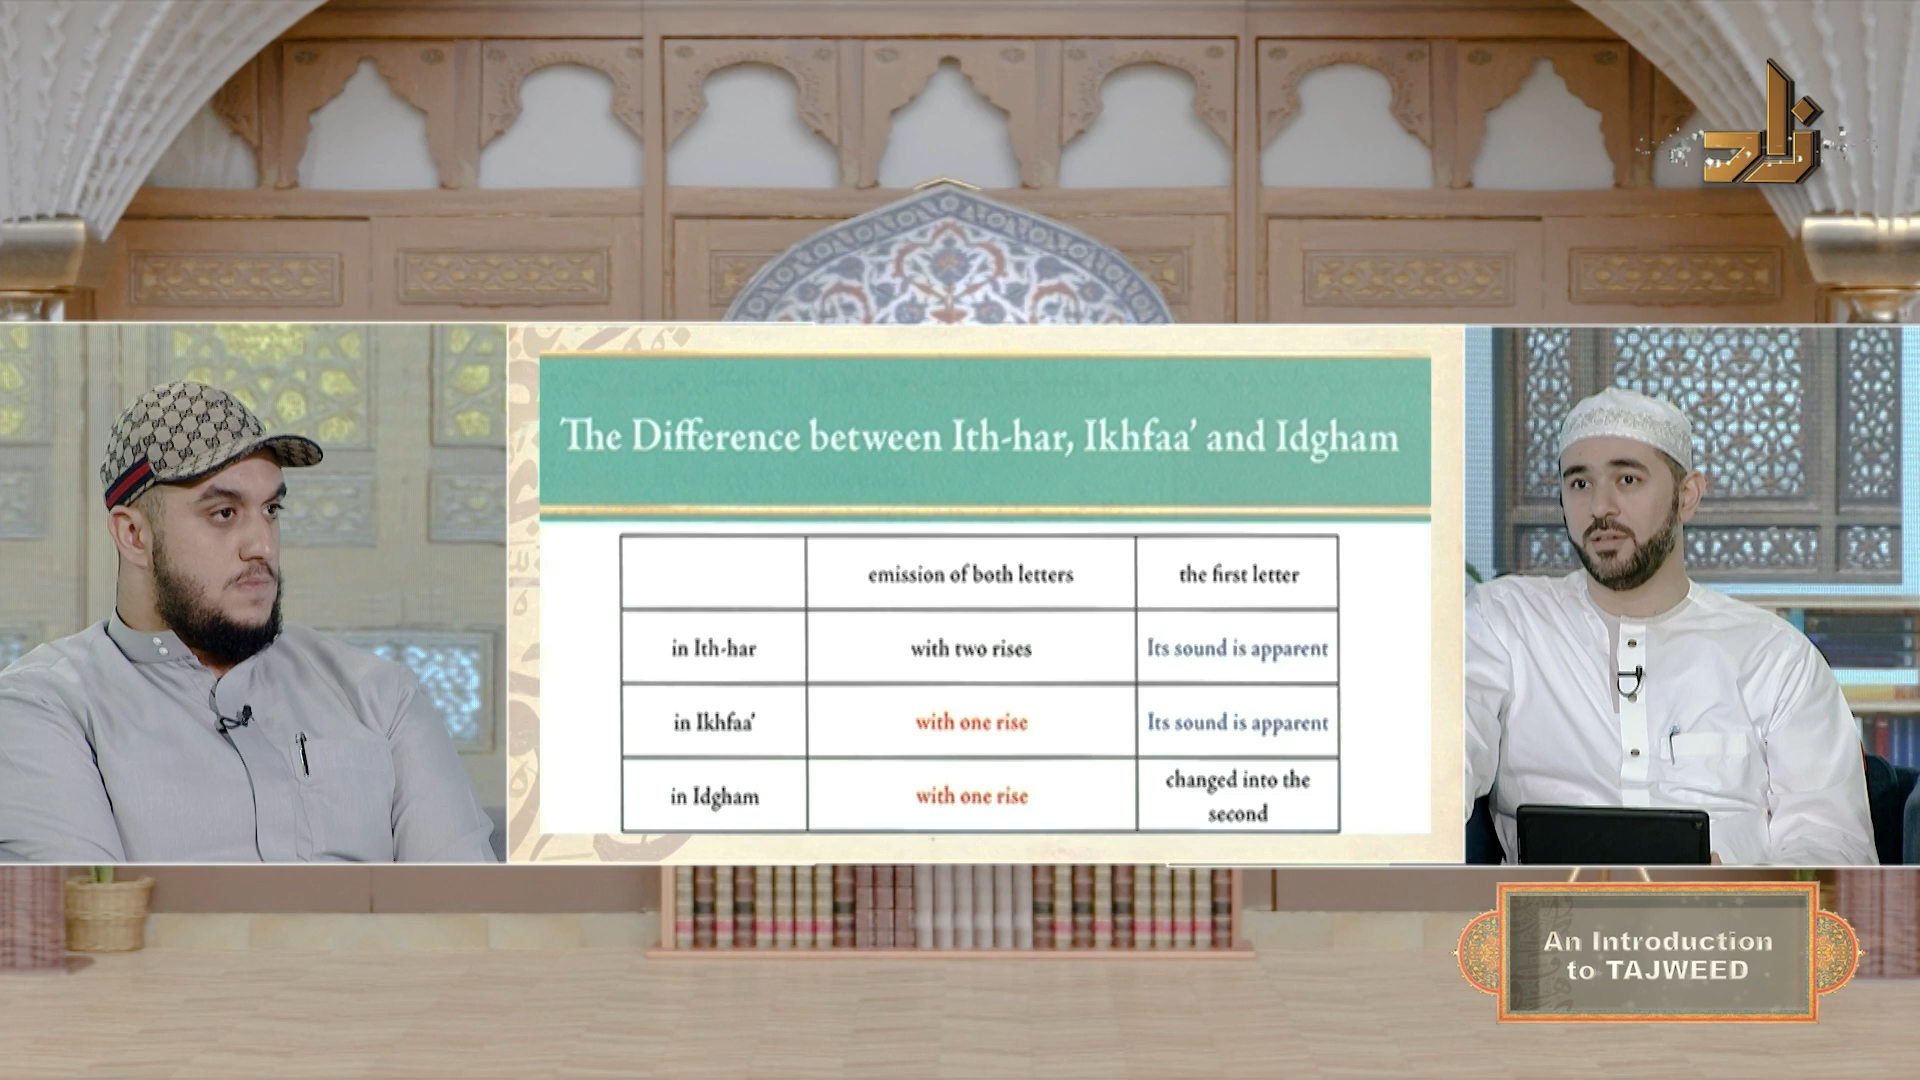 زاد
The Difference between Ith-har, Ikhfaa’ and Idgham
emission of both letters
the first letter
in Ith-har
with two rises
Its sound is apparent
in Ikhfaa’
with one rise
Its sound is apparent
in Idgham
with one rise
changed into the
second
An Introduction
to TAJWEED